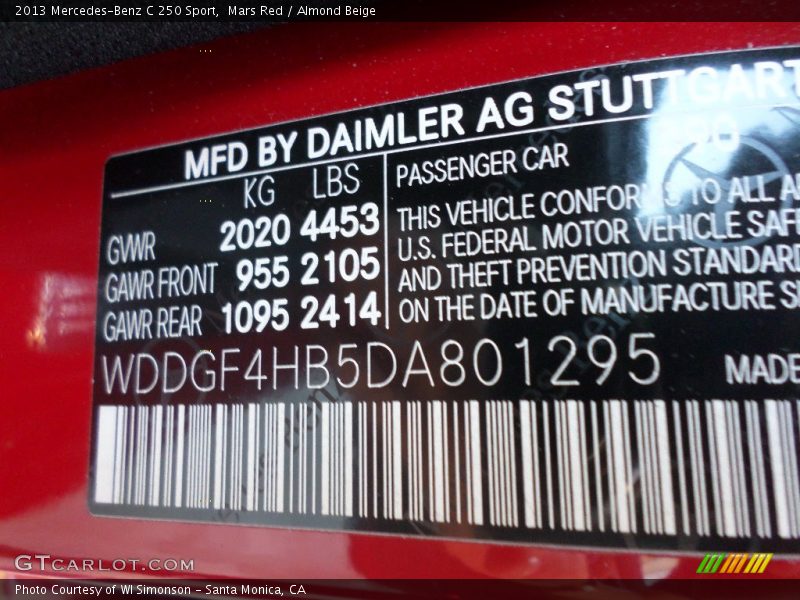 2013 Mercedes-Benz C 250 Sport,  Mars Red / Almond Beige
MFD BY DAIMLER AG STUTTGART
KG LBS
GVWR 2020 4453
GAWR FRONT 955 2105
GAWR REAR 1095 2414
PASSENGER CAR
THIS VEHICLE CONFORMS TO ALL
U.S. FEDERAL MOTOR VEHICLE
AND THEFT PREVENTION STANDARD
ON THE DATE OF MANUFACTURE
WDDGF4HB5DA801295
MADE
GTCARLOT.COM
Photo Courtesy of WI Simonson - Santa Monica, CA